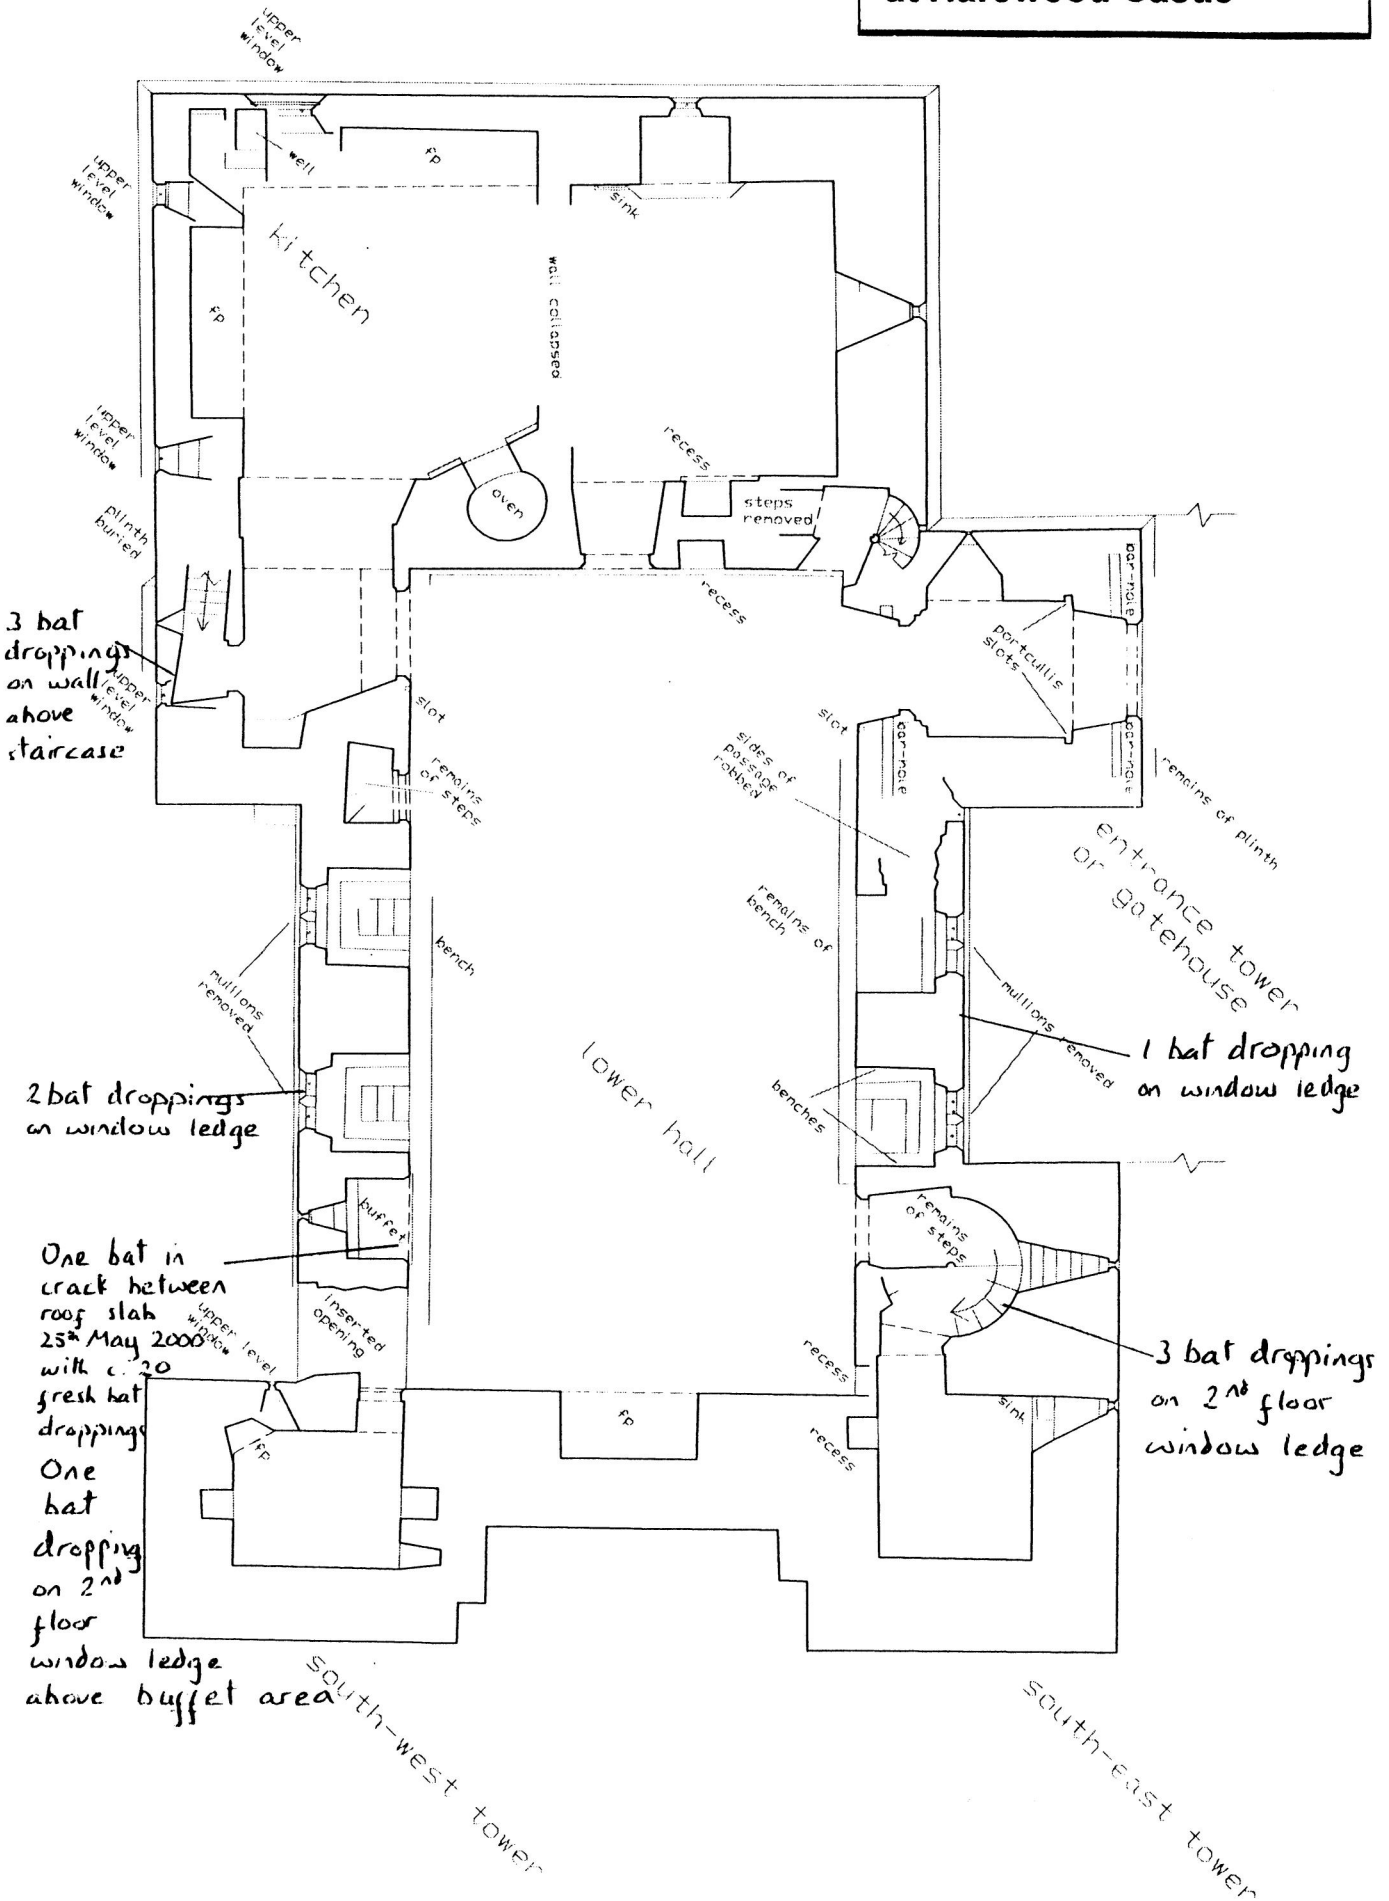 at Harewood Castle
upper
level
window
upper
level
window
well
fp
sink
kitchen
fp
wall collapsed
upper
level
window
recess
oven
steps
removed
plinth
buried
recess
bar-hole
portcullis
slots
3 bat
droppings
on wall
above
staircase
upper
level
window
slot
slot
bar-hole
bar-hole
remains
of steps
sides of
passage
robbed
remains of plinth
entrance tower
or gatehouse
remains of
bench
bench
mullions
removed
mullions removed
1 bat dropping
on window ledge
lower hall
benches
2 bat droppings
on window ledge
buffet
remains
of steps
One bat in
crack between
roof slab
25th May 2000
with c. 20
fresh bat
droppings
upper level
window
inserted
opening
recess
3 bat droppings
on 2nd floor
window ledge
fp
sink
recess
One
bat
dropping
on 2nd
floor
window ledge
above buffet area
south-west tower
south-east tower